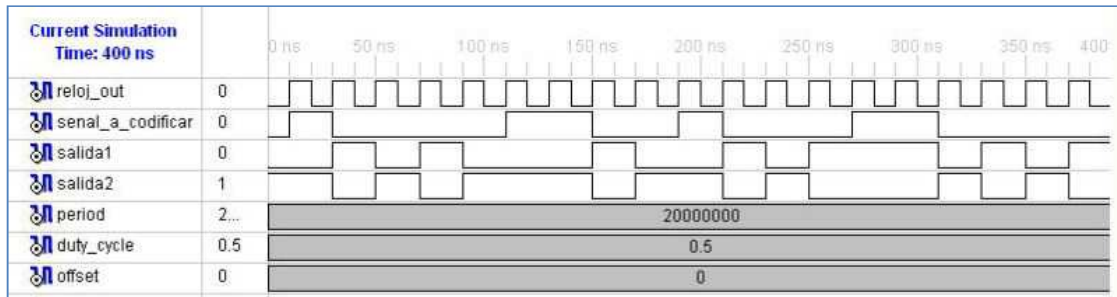 Current Simulation
Time: 400 ns
0 ns 50 ns 100 ns 150 ns 200 ns 250 ns 300 ns 350 ns 400
reloj_out 0
senal_a_codificar 0
salida1 0
salida2 1
period 2... 20000000
duty_cycle 0.5 0.5
offset 0 0